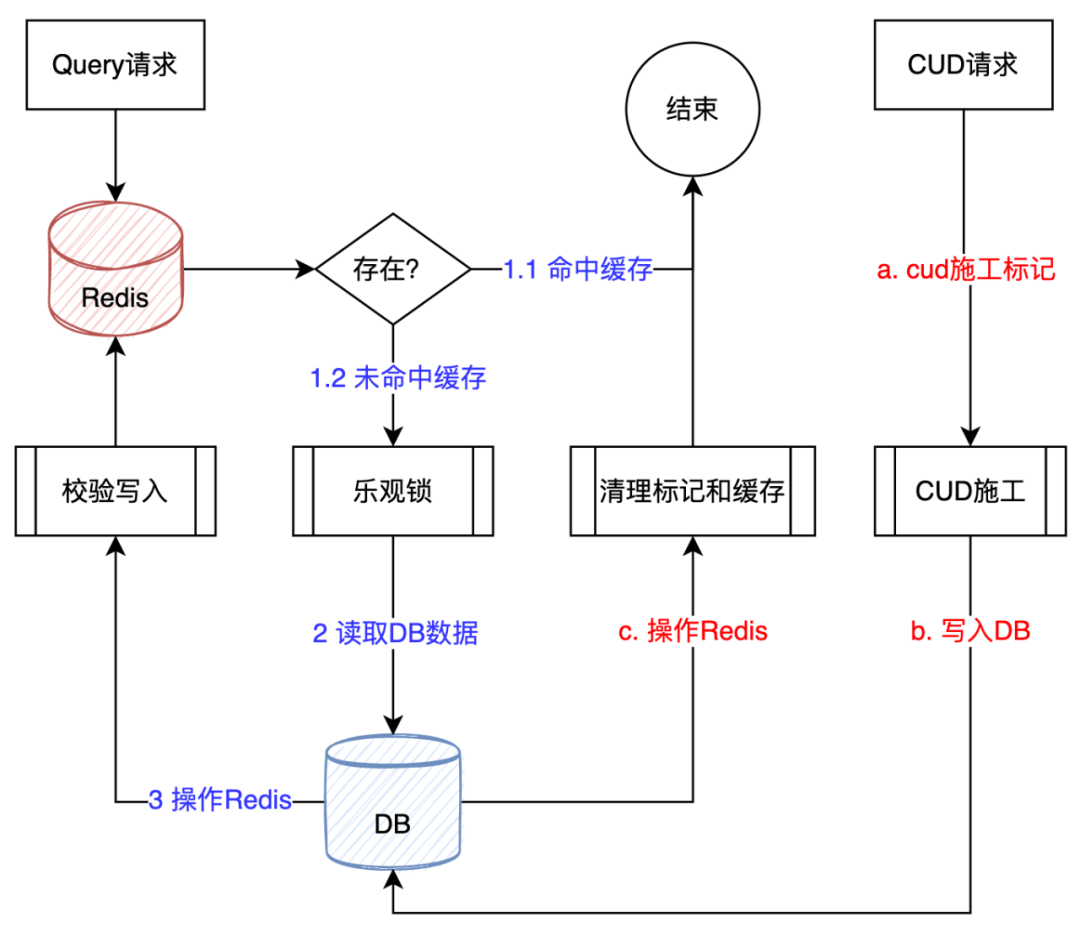 Query请求
结束
CUD请求
Redis
存在?
1.1 命中缓存
a. cud施工标记
1.2 未命中缓存
校验写入
乐观锁
清理标记和缓存
CUD施工
2 读取DB数据
c. 操作Redis
b. 写入DB
3 操作Redis
DB